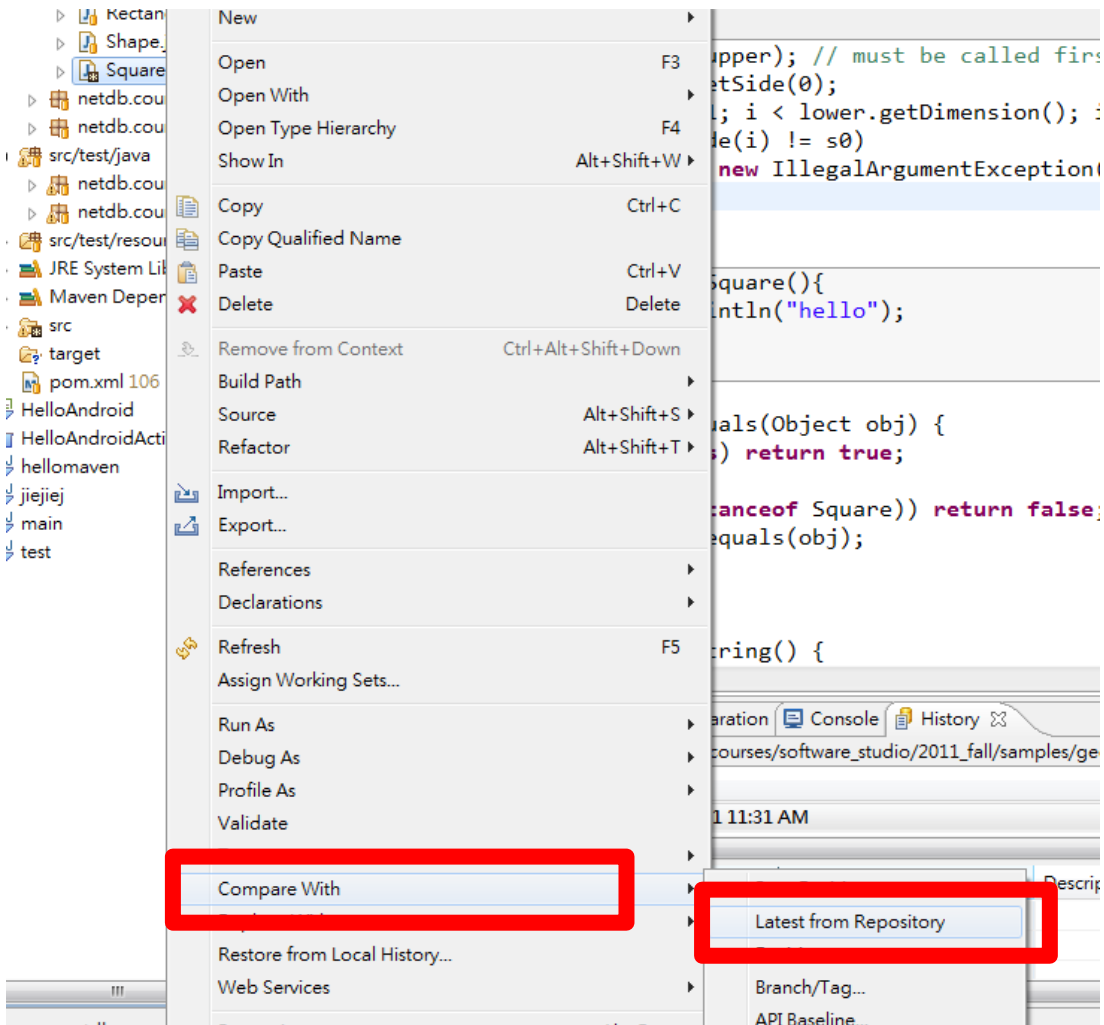 Rectan
Shape.
Square
netdb.cou
netdb.cou
src/test/java
netdb.cou
netdb.cou
src/test/resour
JRE System Lib
Maven Depen
src
target
pom.xml 106
HelloAndroid
HelloAndroidActi
hellomaven
jiejiej
main
test
New
Open F3
Open With
Open Type Hierarchy F4
Show In Alt+Shift+W
Copy Ctrl+C
Copy Qualified Name
Paste Ctrl+V
Delete Delete
Remove from Context Ctrl+Alt+Shift+Down
Build Path
Source Alt+Shift+S
Refactor Alt+Shift+T
Import...
Export...
References
Declarations
Refresh F5
Assign Working Sets...
Run As
Debug As
Profile As
Validate
Compare With
Restore from Local History...
Web Services
Latest from Repository
Branch/Tag...
API Baseline...
upper); // must be called firs
etSide(0);
; i < lower.getDimension(); i
de(i) != s0)
new IllegalArgumentException(
Square(){
intln("hello");
uals(Object obj) {
) return true;
tanceof Square)) return false;
equals(obj);
tring() {
aration Console History
courses/software_studio/2011_fall/samples/ge
1 11:31 AM
Descrip